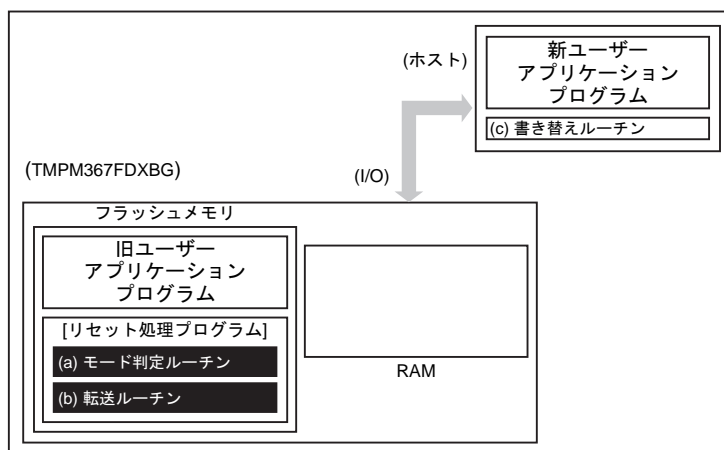 (ホスト)
新ユーザー
アプリケーション
プログラム
(c) 書き替えルーチン
(TMPM367FDXBG)
(I/O)
フラッシュメモリ
旧ユーザー
アプリケーション
プログラム
[リセット処理プログラム]
(a) モード判定ルーチン
(b) 転送ルーチン
RAM